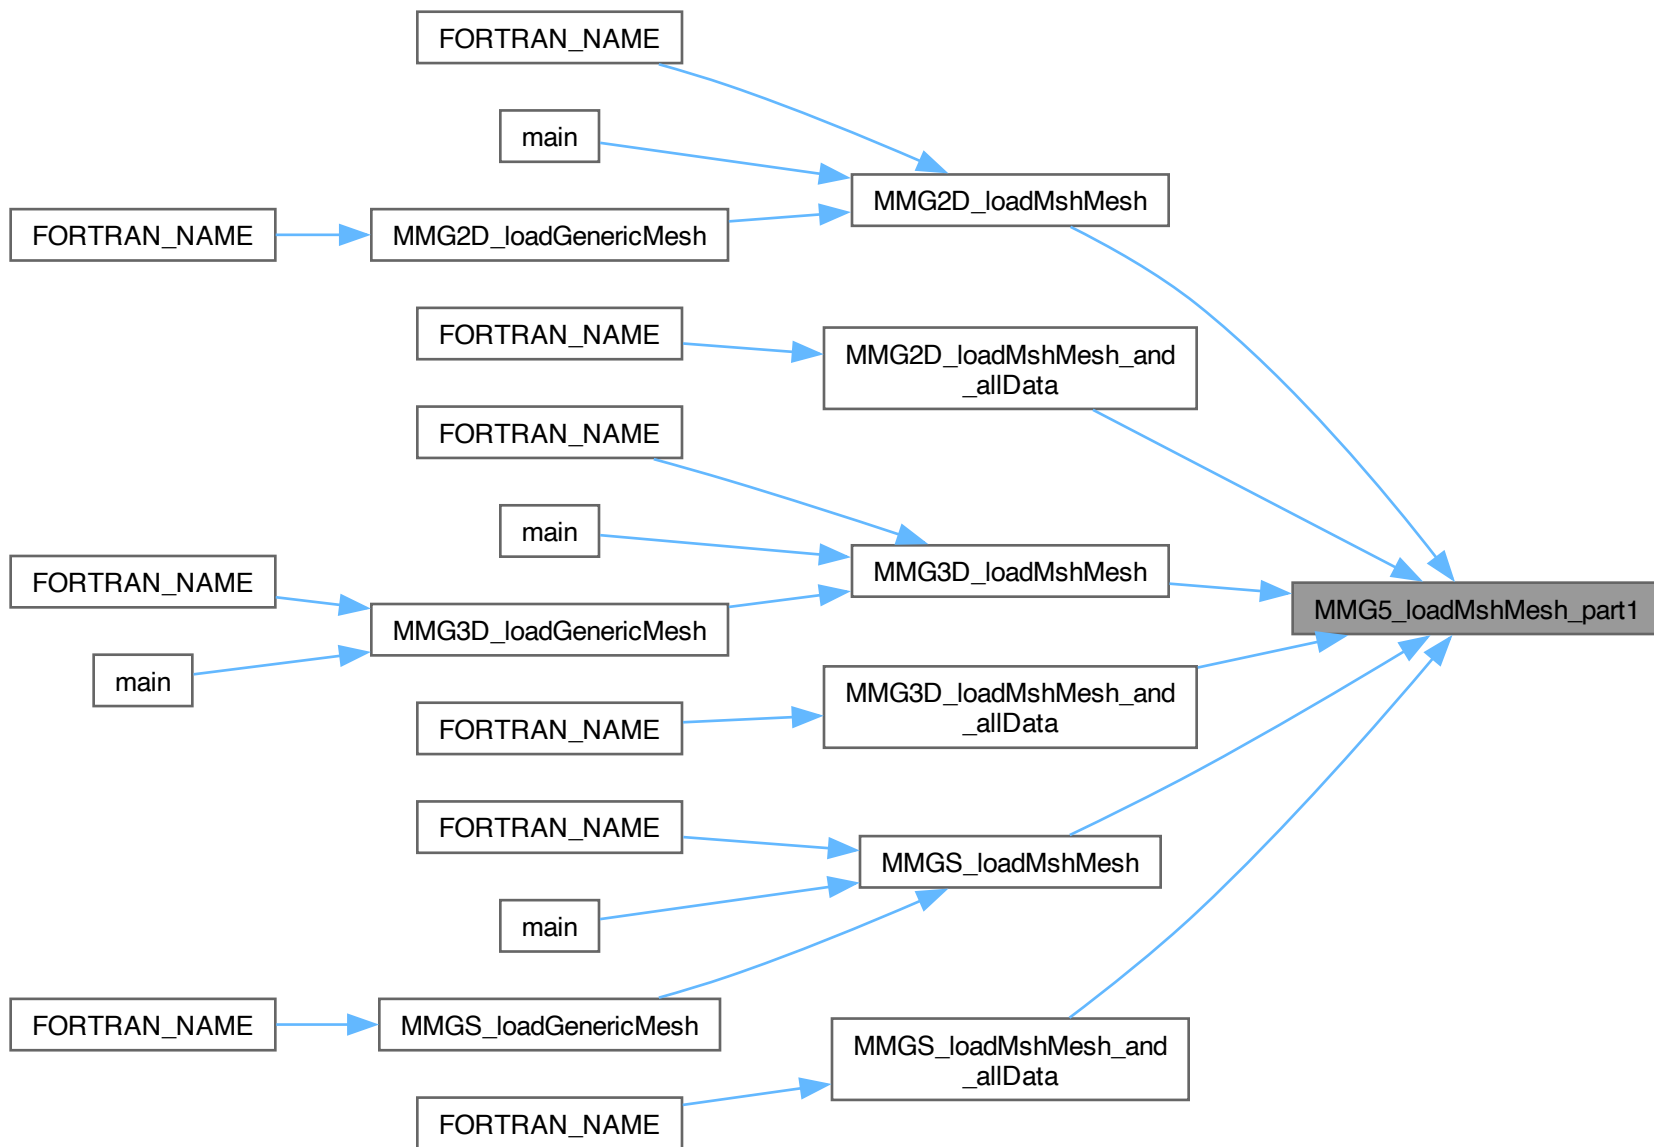 FORTRAN_NAME
main
MMG2D_loadMshMesh
FORTRAN_NAME
MMG2D_loadGenericMesh
FORTRAN_NAME
MMG2D_loadMshMesh_and
_allData
FORTRAN_NAME
main
MMG3D_loadMshMesh
FORTRAN_NAME
MMG5_loadMshMesh_part1
MMG3D_loadGenericMesh
main
MMG3D_loadMshMesh_and
_allData
FORTRAN_NAME
FORTRAN_NAME
MMGS_loadMshMesh
main
FORTRAN_NAME
MMGS_loadGenericMesh
MMGS_loadMshMesh_and
_allData
FORTRAN_NAME